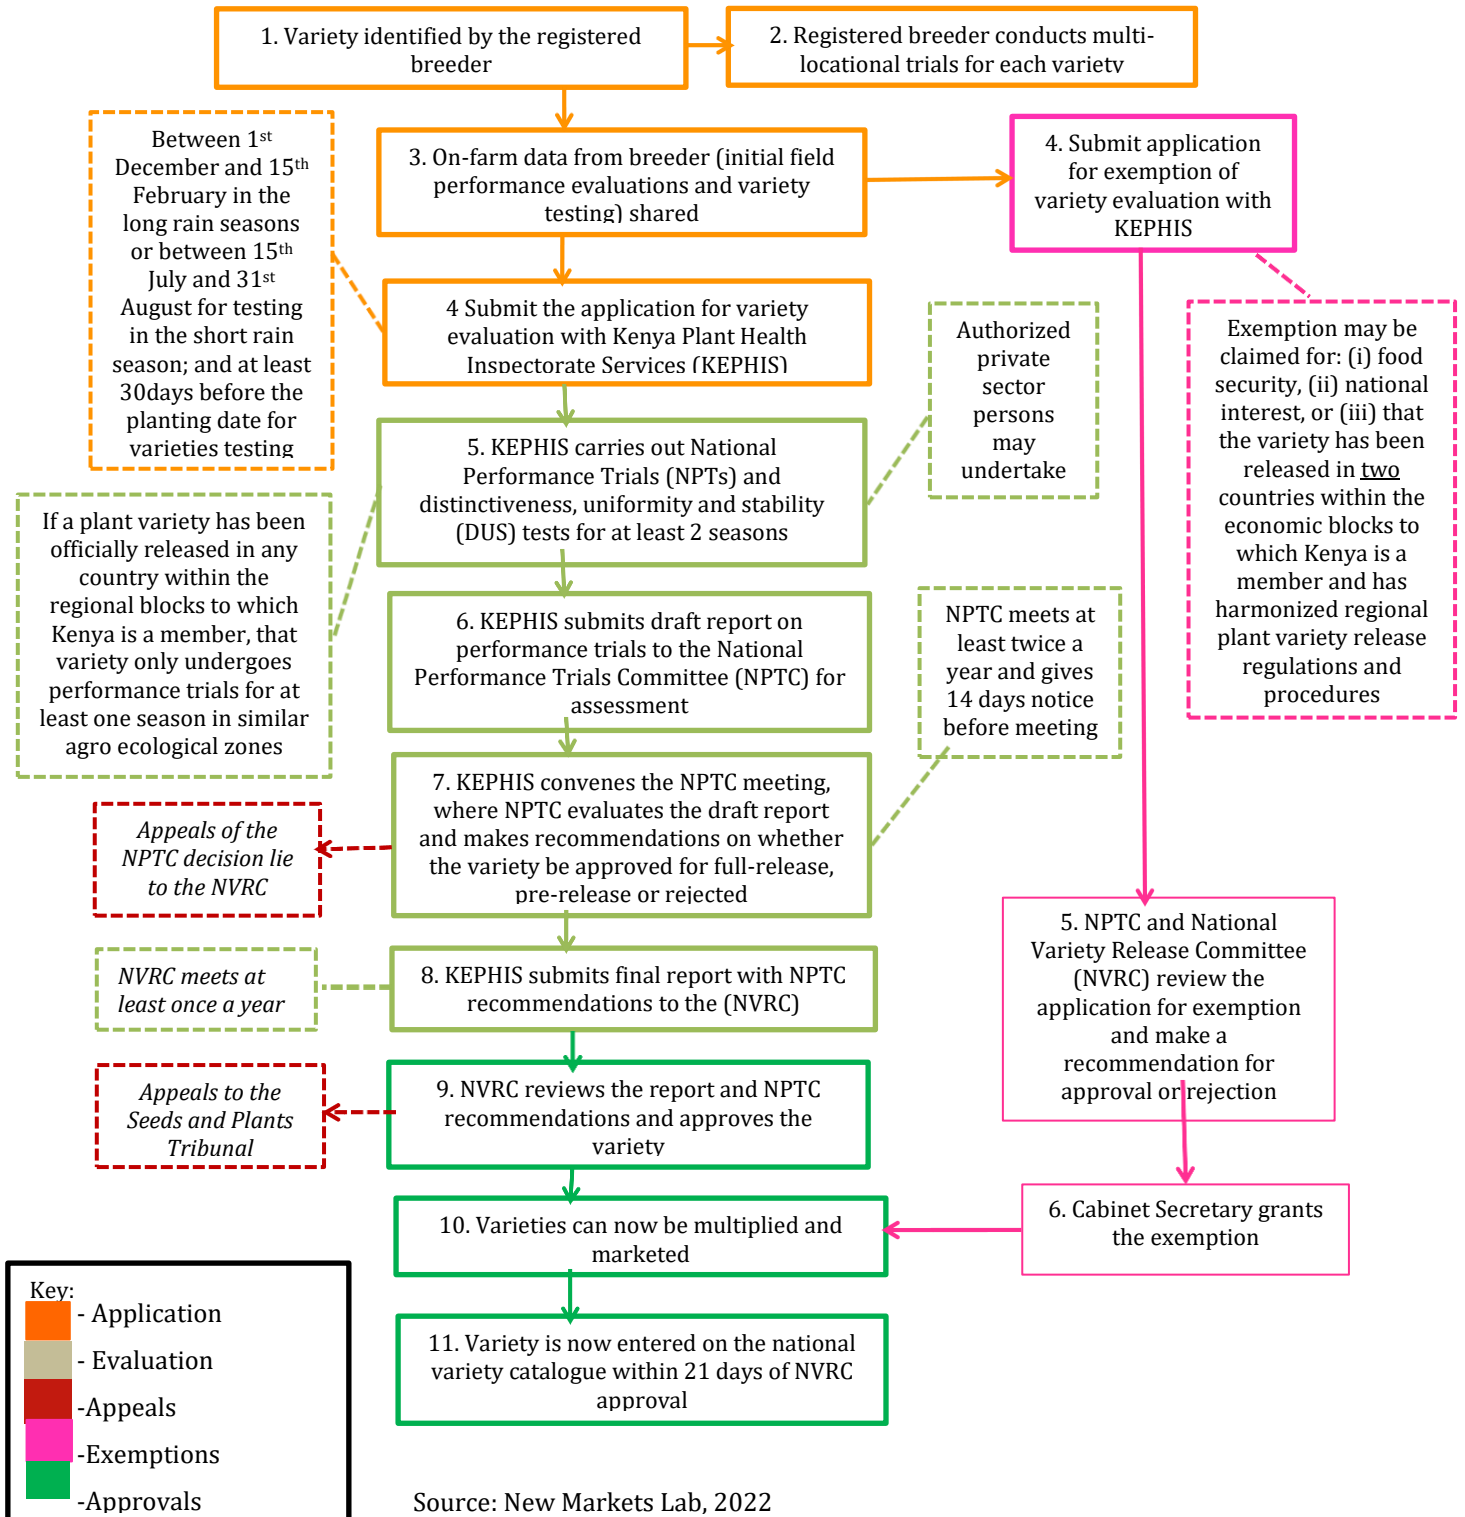 1. Variety identified by the registered
breeder
2. Registered breeder conducts multi-
locational trials for each variety
Between 1st
December and 15th
February in the
long rain seasons
or between 15th
July and 31st
August for testing
in the short rain
season; and at least
30days before the
planting date for
varieties testing
3. On-farm data from breeder (initial field
performance evaluations and variety
testing) shared
4. Submit application
for exemption of
variety evaluation with
KEPHIS
4 Submit the application for variety
evaluation with Kenya Plant Health
Inspectorate Services (KEPHIS)
Authorized
private
sector
persons
may
undertake
Exemption may be
claimed for: (i) food
security, (ii) national
interest, or (iii) that
the variety has been
released in two
countries within the
economic blocks to
which Kenya is a
member and has
harmonized regional
plant variety release
regulations and
procedures
5. KEPHIS carries out National
Performance Trials (NPTs) and
distinctiveness, uniformity and stability
(DUS) tests for at least 2 seasons
If a plant variety has been
officially released in any
country within the
regional blocks to which
Kenya is a member, that
variety only undergoes
performance trials for at
least one season in similar
agro ecological zones
6. KEPHIS submits draft report on
performance trials to the National
Performance Trials Committee (NPTC) for
assessment
NPTC meets at
least twice a
year and gives
14 days notice
before meeting
7. KEPHIS convenes the NPTC meeting,
where NPTC evaluates the draft report
and makes recommendations on whether
the variety be approved for full-release,
pre-release or rejected
Appeals of the
NPTC decision lie
to the NVRC
8. KEPHIS submits final report with NPTC
recommendations to the (NVRC)
NVRC meets at
least once a year
5. NPTC and National
Variety Release Committee
(NVRC) review the
application for exemption
and make a
recommendation for
approval or rejection
9. NVRC reviews the report and NPTC
recommendations and approves the
variety
Appeals to the
Seeds and Plants
Tribunal
10. Varieties can now be multiplied and
marketed
6. Cabinet Secretary grants
the exemption
11. Variety is now entered on the national
variety catalogue within 21 days of NVRC
approval
Key:
- Application
- Evaluation
-Appeals
-Exemptions
-Approvals
Source: New Markets Lab, 2022